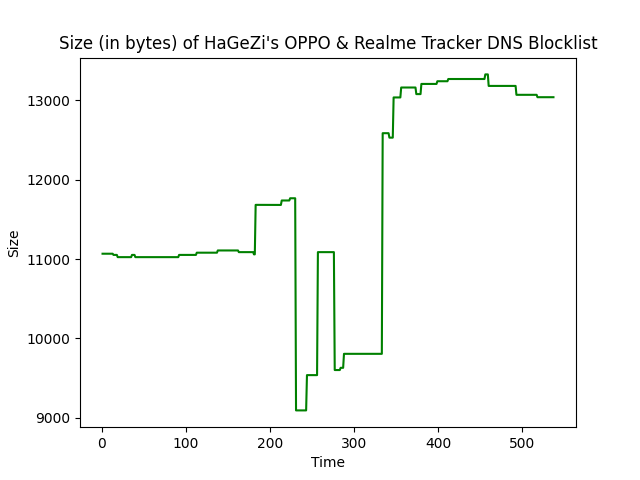 Size (in bytes) of HaGeZi's OPPO & Realme Tracker DNS Blocklist
13000
12000
11000
10000
9000
Size
0 100 200 300 400 500
Time